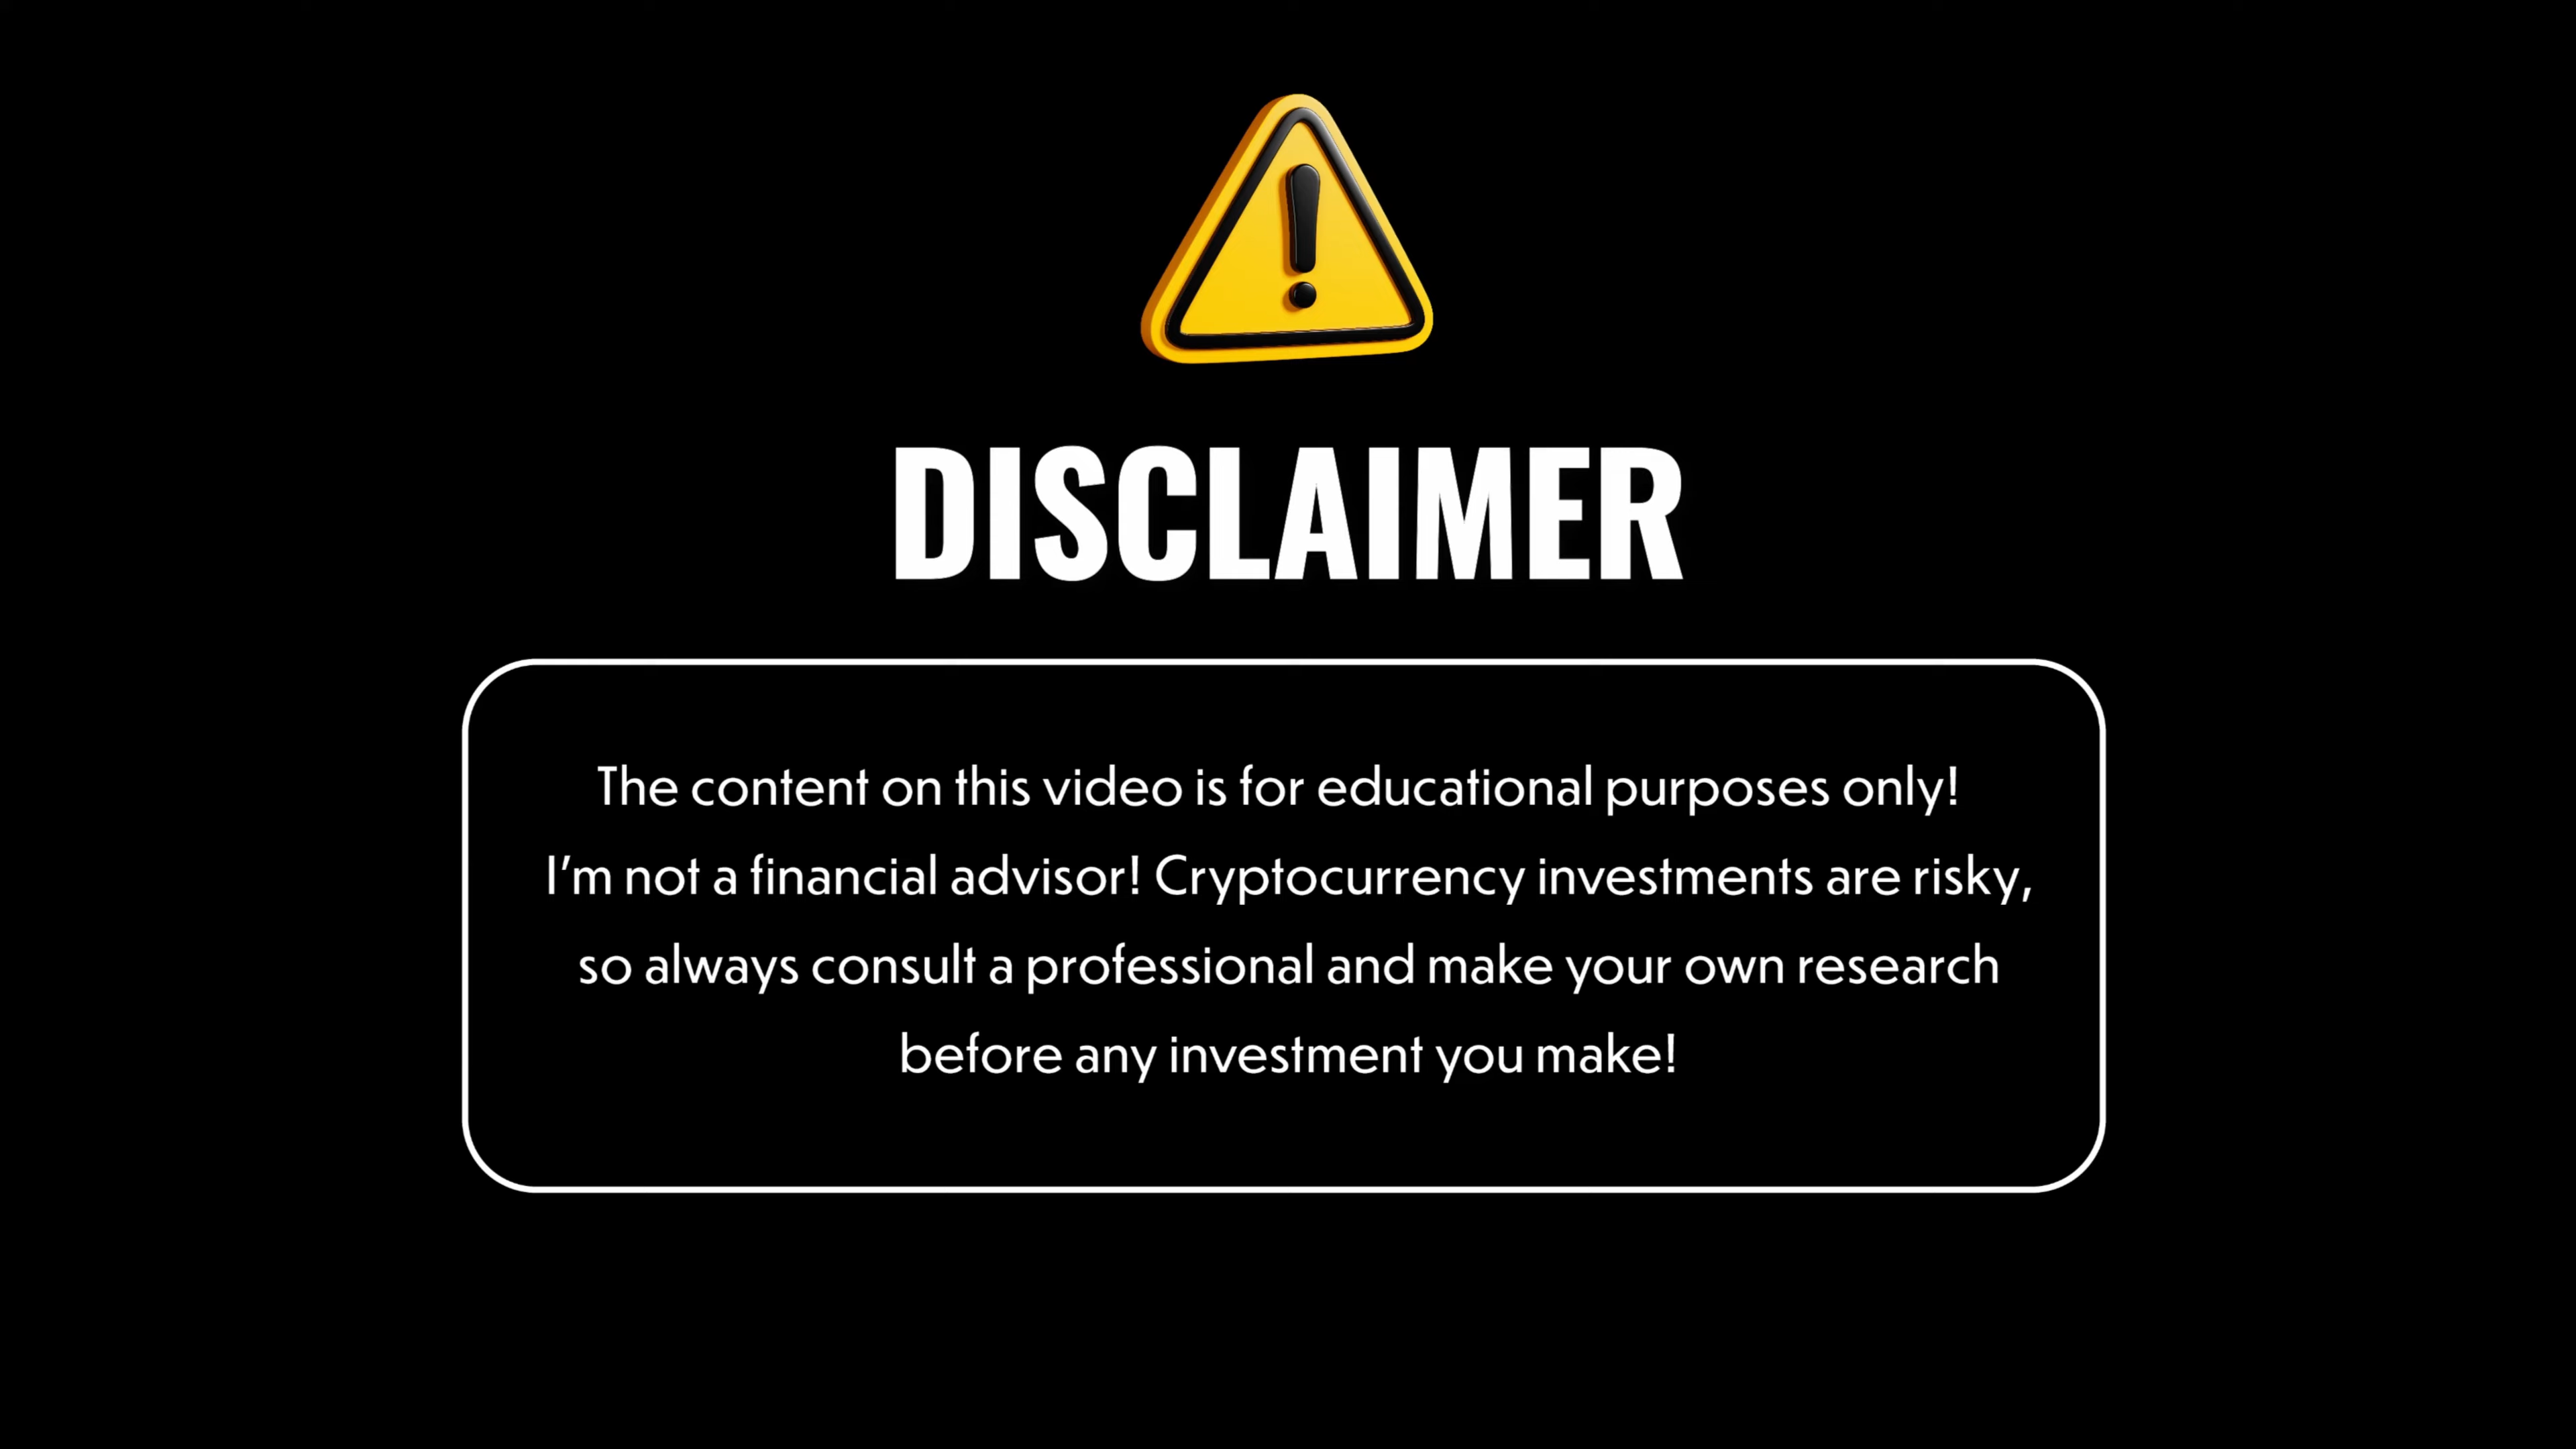 DISCLAIMER
The content on this video is for educational purposes only!
I'm not a financial advisor! Cryptocurrency investments are risky,
so always consult a professional and make your own research
before any investment you make!